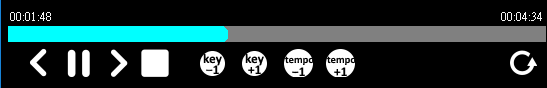 00:01:48 00:04:34
key key tempo tempo
−1 +1 −1 +1